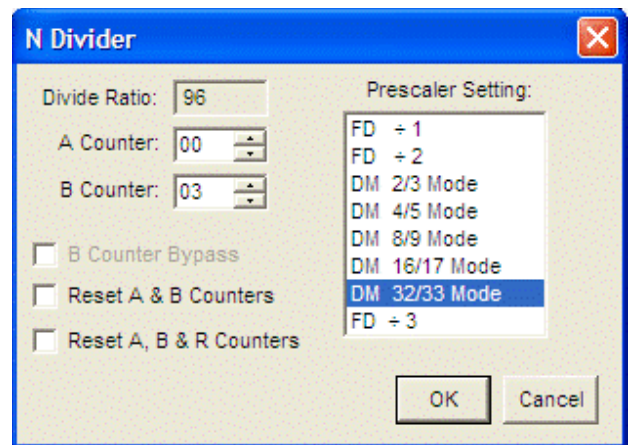 N Divider
Divide Ratio: 96
A Counter: 00
B Counter: 03
B Counter Bypass
Reset A & B Counters
Reset A, B & R Counters
Prescaler Setting:
FD ÷ 1
FD ÷ 2
DM 2/3 Mode
DM 4/5 Mode
DM 8/9 Mode
DM 16/17 Mode
DM 32/33 Mode
FD ÷ 3
OK
Cancel